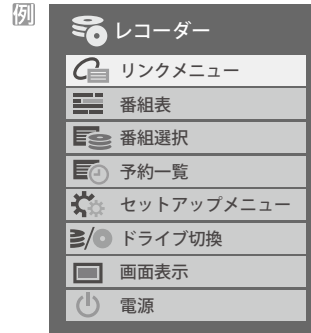 例
レコーダー
リンクメニュー
番組表
番組選択
予約一覧
セットアップメニュー
ドライブ切換
画面表示
電源